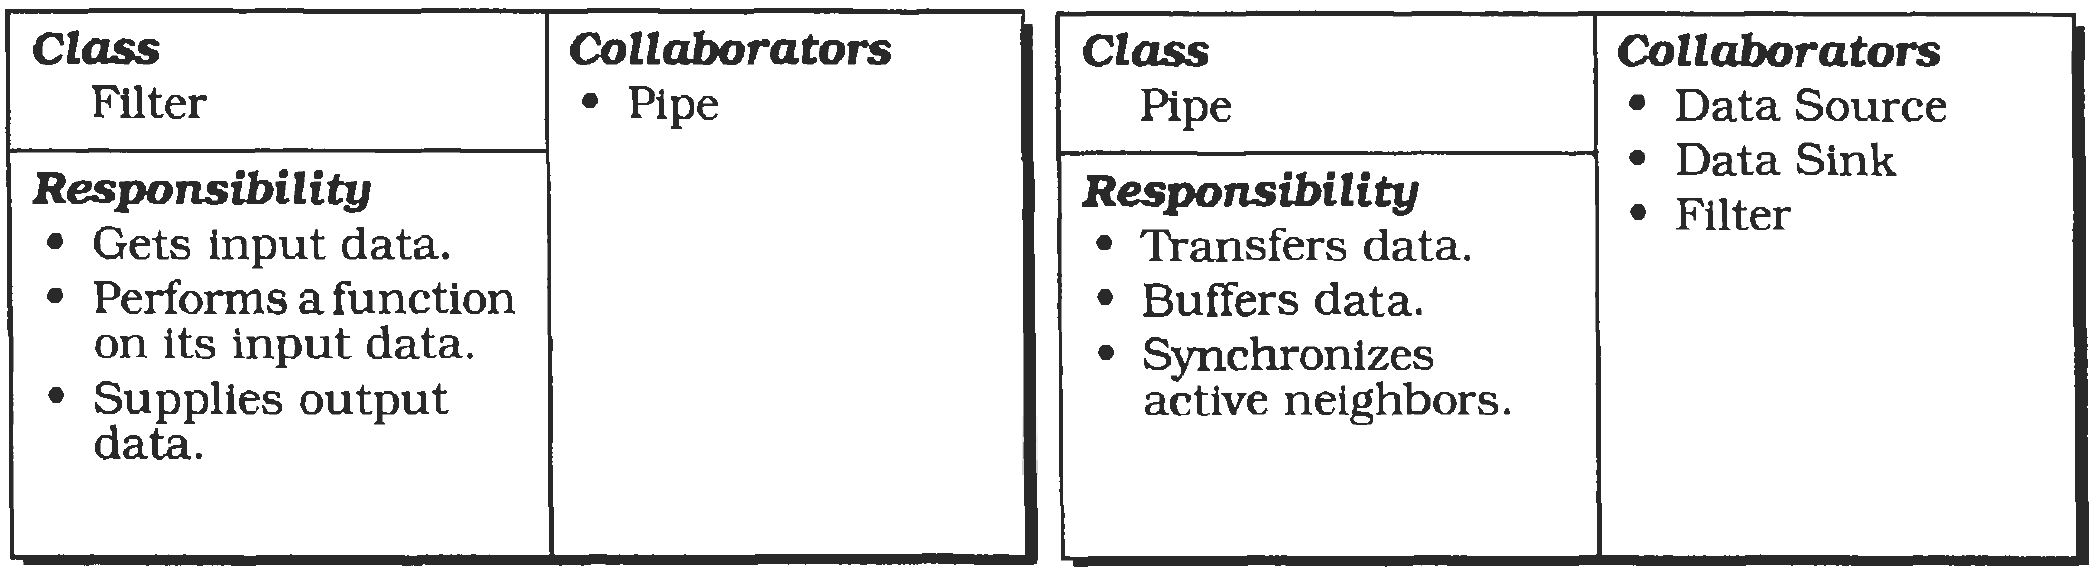 Class
Filter
Responsibility
• Gets input data.
• Performs a function
on its input data.
• Supplies output
data.
Collaborators
• Pipe
Class
Pipe
Responsibility
• Transfers data.
• Buffers data.
• Synchronizes
active neighbors.
Collaborators
• Data Source
• Data Sink
• Filter